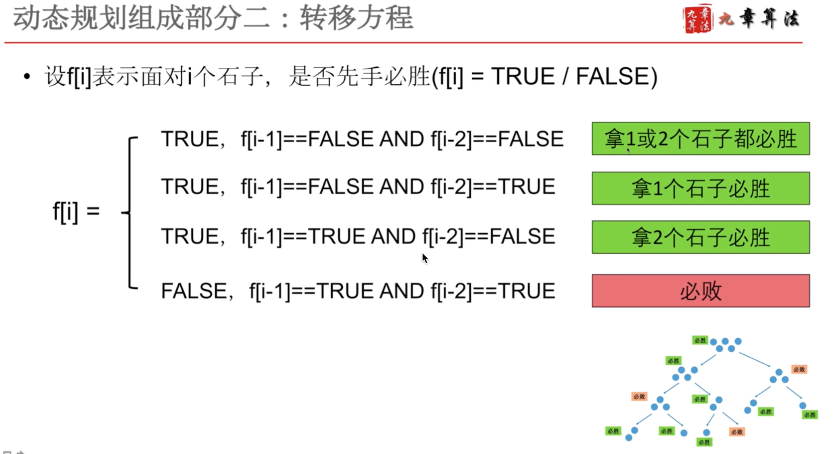 动态规划组成部分二：转移方程
九章算法 九章算法
• 设f[i]表示面对i个石子，是否先手必胜(f[i] = TRUE / FALSE)
f[i] =
TRUE，f[i-1]==FALSE AND f[i-2]==FALSE 拿1或2个石子都必胜
TRUE，f[i-1]==FALSE AND f[i-2]==TRUE 拿1个石子必胜
TRUE，f[i-1]==TRUE AND f[i-2]==FALSE 拿2个石子必胜
FALSE，f[i-1]==TRUE AND f[i-2]==TRUE 必败
必胜
必胜 必败
必败 必胜 必胜 必胜
必胜 必胜 必胜 必败